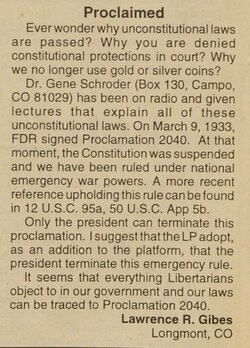 Proclaimed
Ever wonder why unconstitutional laws
are passed? Why you are denied
constitutional protections in court? Why
we no longer use gold or silver coins?
Dr. Gene Schroder (Box 130, Campo,
CO 81029) has been on radio and given
lectures that explain all of these
unconstitutional laws. On March 9, 1933,
FDR signed Proclamation 2040. At that
moment, the Constitution was suspended
and we have been ruled under national
emergency war powers. A more recent
reference upholding this rule can be found
in 12 U.S.C. 95a, 50 U.S.C. App 5b.
Only the president can terminate this
proclamation. I suggest that the LP adopt,
as an addition to the platform, that the
president terminate this emergency rule.
It seems that everything Libertarians
object to in our government and our laws
can be traced to Proclamation 2040.
Lawrence R. Gibes
Longmont, CO